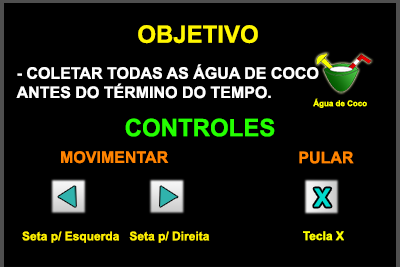 OBJETIVO
- COLETAR TODAS AS ÁGUA DE COCO
ANTES DO TÉRMINO DO TEMPO.
Água de Coco
CONTROLES
MOVIMENTAR PULAR
X
Seta p/ Esquerda Seta p/ Direita Tecla X